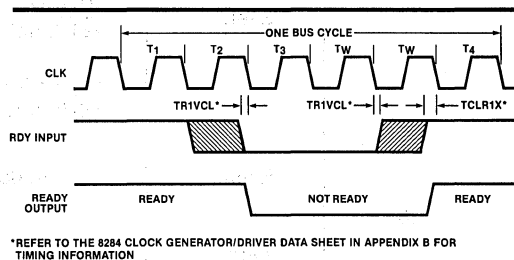 ONE BUS CYCLE
T1 T2 T3 TW TW T4
CLK
TR1VCL* TR1VCL* TCLR1X*
RDY INPUT
READY OUTPUT
READY NOT READY READY
*REFER TO THE 8284 CLOCK GENERATOR/DRIVER DATA SHEET IN APPENDIX B FOR
TIMING INFORMATION